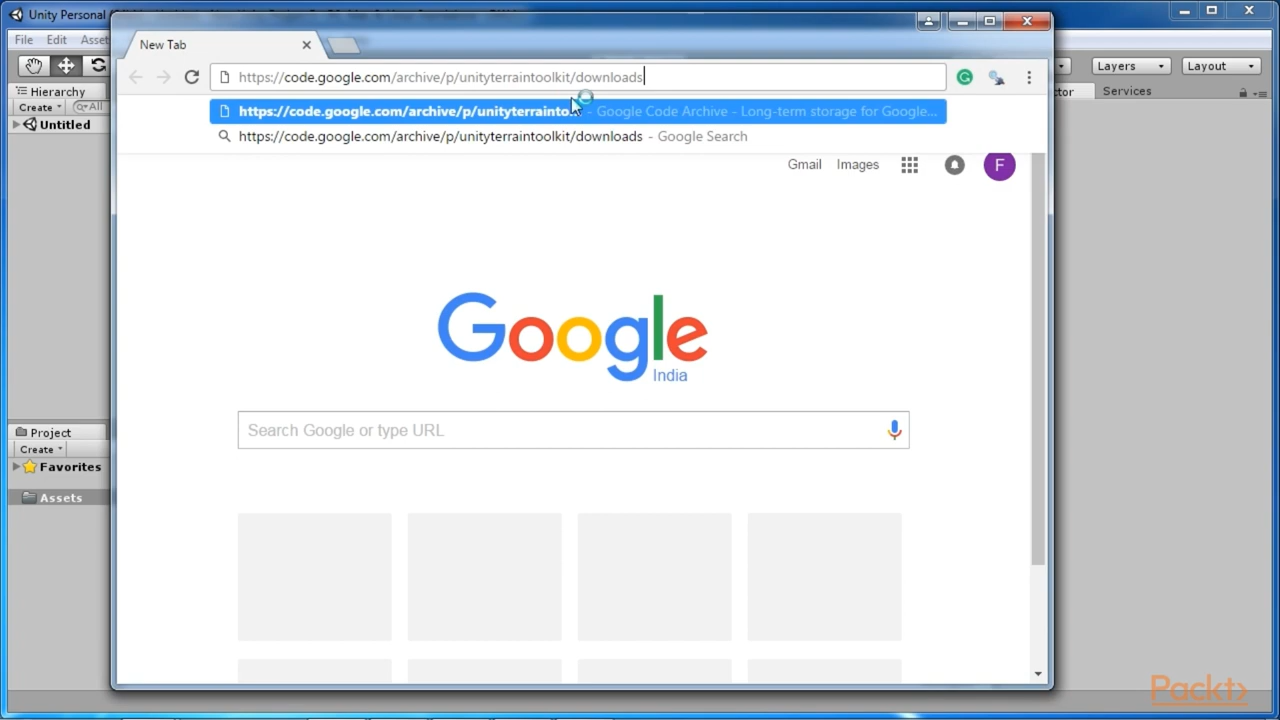 Unity Personal
File Edit Asset
Layers
Layout
Hierarchy
Create
All
Untitled
Services
Project
Create
Favorites
Assets
New Tab
https://code.google.com/archive/p/unityterraintoolkit/downloads
https://code.google.com/archive/p/unityterrainto... - Google Code Archive - Long-term storage for Google...
https://code.google.com/archive/p/unityterraintoolkit/downloads - Google Search
Gmail Images F
Google
India
Search Google or type URL
Packt